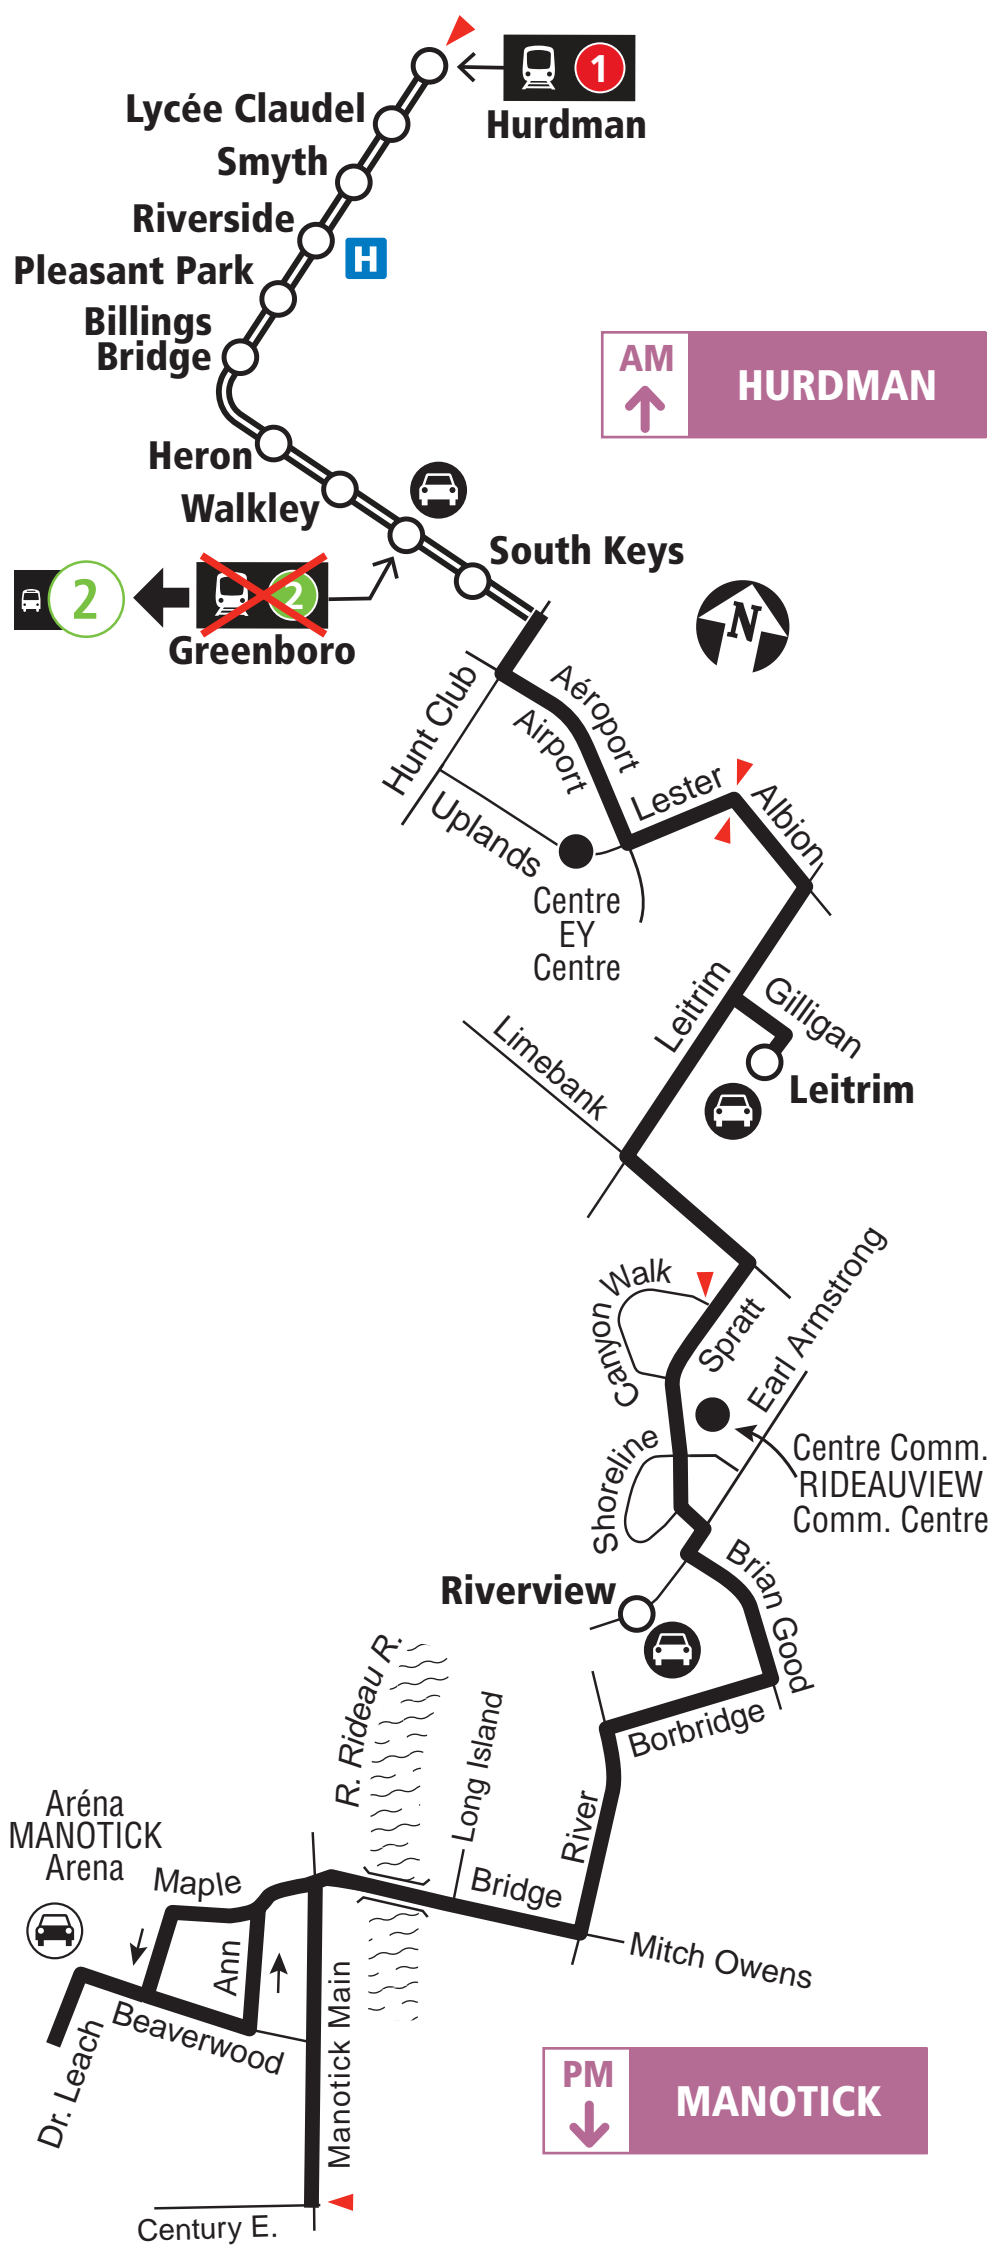 1
Hurdman
Lycée Claudel
Smyth
Riverside
H
Pleasant Park
Billings
Bridge
AM
HURDMAN
Heron
Walkley
South Keys
2
2
Greenboro
N
Hunt Club
Aéroport
Airport
Uplands
Lester
Albion
Centre
EY
Centre
Leitrim
Gilligan
Limebank
Leitrim
Canyon Walk
Spratt
Earl Armstrong
Centre Comm.
RIDEAUVIEW
Comm. Centre
Shoreline
Brian Good
Riverview
R. Rideau R.
Long Island
Borbridge
River
Aréna
MANOTICK
Arena
Maple
Bridge
Mitch Owens
Ann
Beaverwood
Dr. Leach
Manotick Main
PM
MANOTICK
Century E.